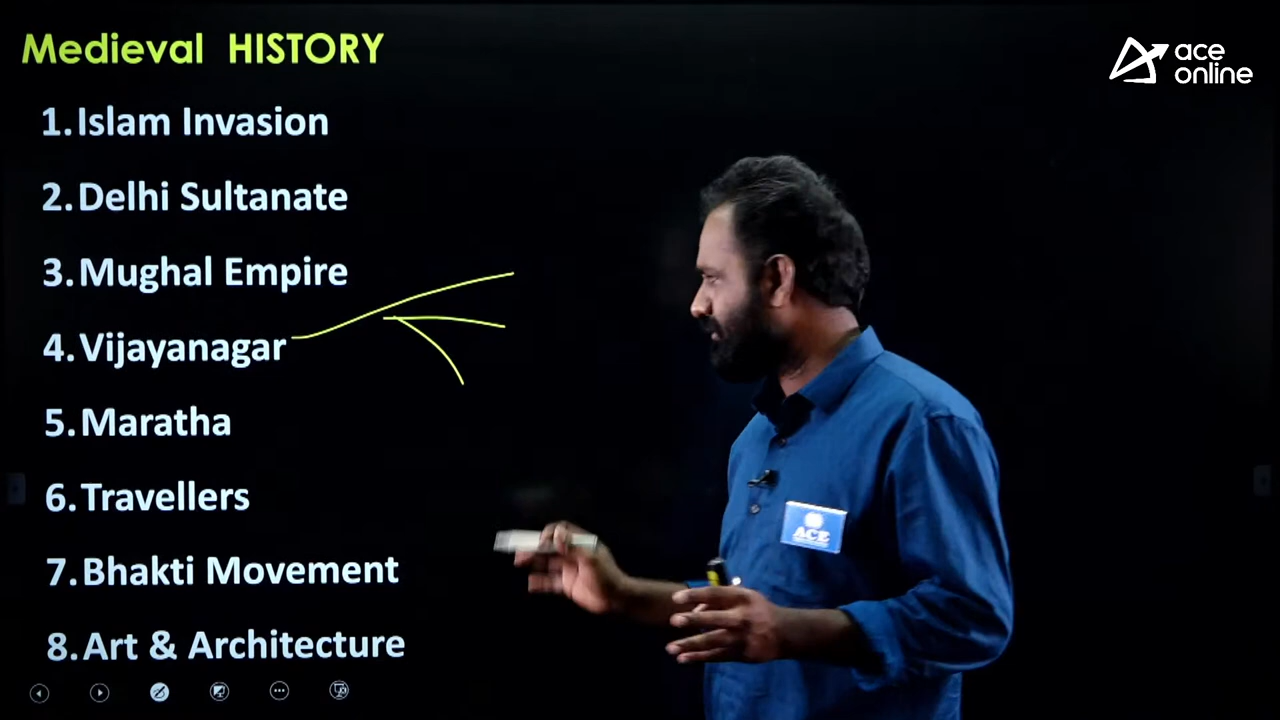 Medieval HISTORY
ace
online
1. Islam Invasion
2. Delhi Sultanate
3. Mughal Empire
4. Vijayanagar
5. Maratha
6. Travellers
7. Bhakti Movement
8. Art & Architecture
ACE